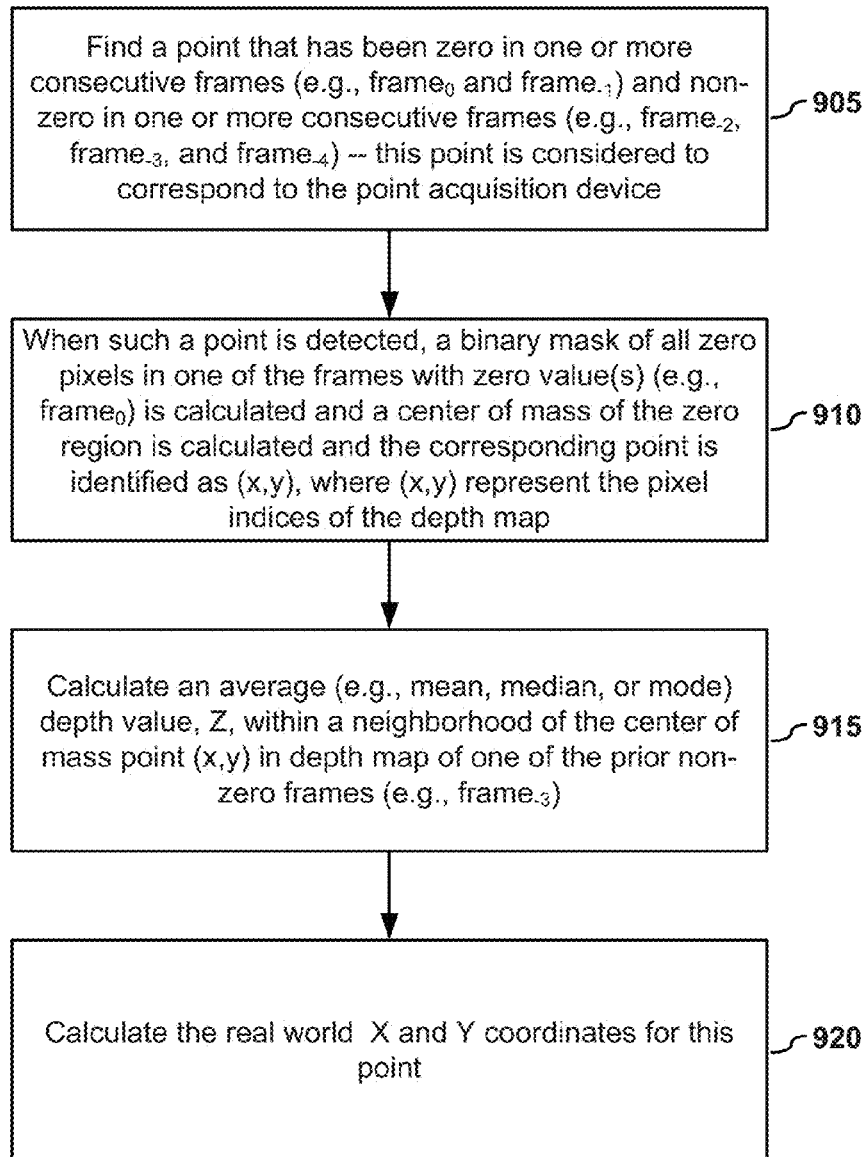 Find a point that has been zero in one or more
consecutive frames (e.g., frame₀ and frame₋₁) and non-
zero in one or more consecutive frames (e.g., frame₋₂,
frame₋₃, and frame₋₄) -- this point is considered to
correspond to the point acquisition device
905
When such a point is detected, a binary mask of all zero
pixels in one of the frames with zero value(s) (e.g.,
frame₀) is calculated and a center of mass of the zero
region is calculated and the corresponding point is
identified as (x,y), where (x,y) represent the pixel
indices of the depth map
910
Calculate an average (e.g., mean, median, or mode)
depth value, Z, within a neighborhood of the center of
mass point (x,y) in depth map of one of the prior non-
zero frames (e.g., frame₋₃)
915
Calculate the real world X and Y coordinates for this
point
920